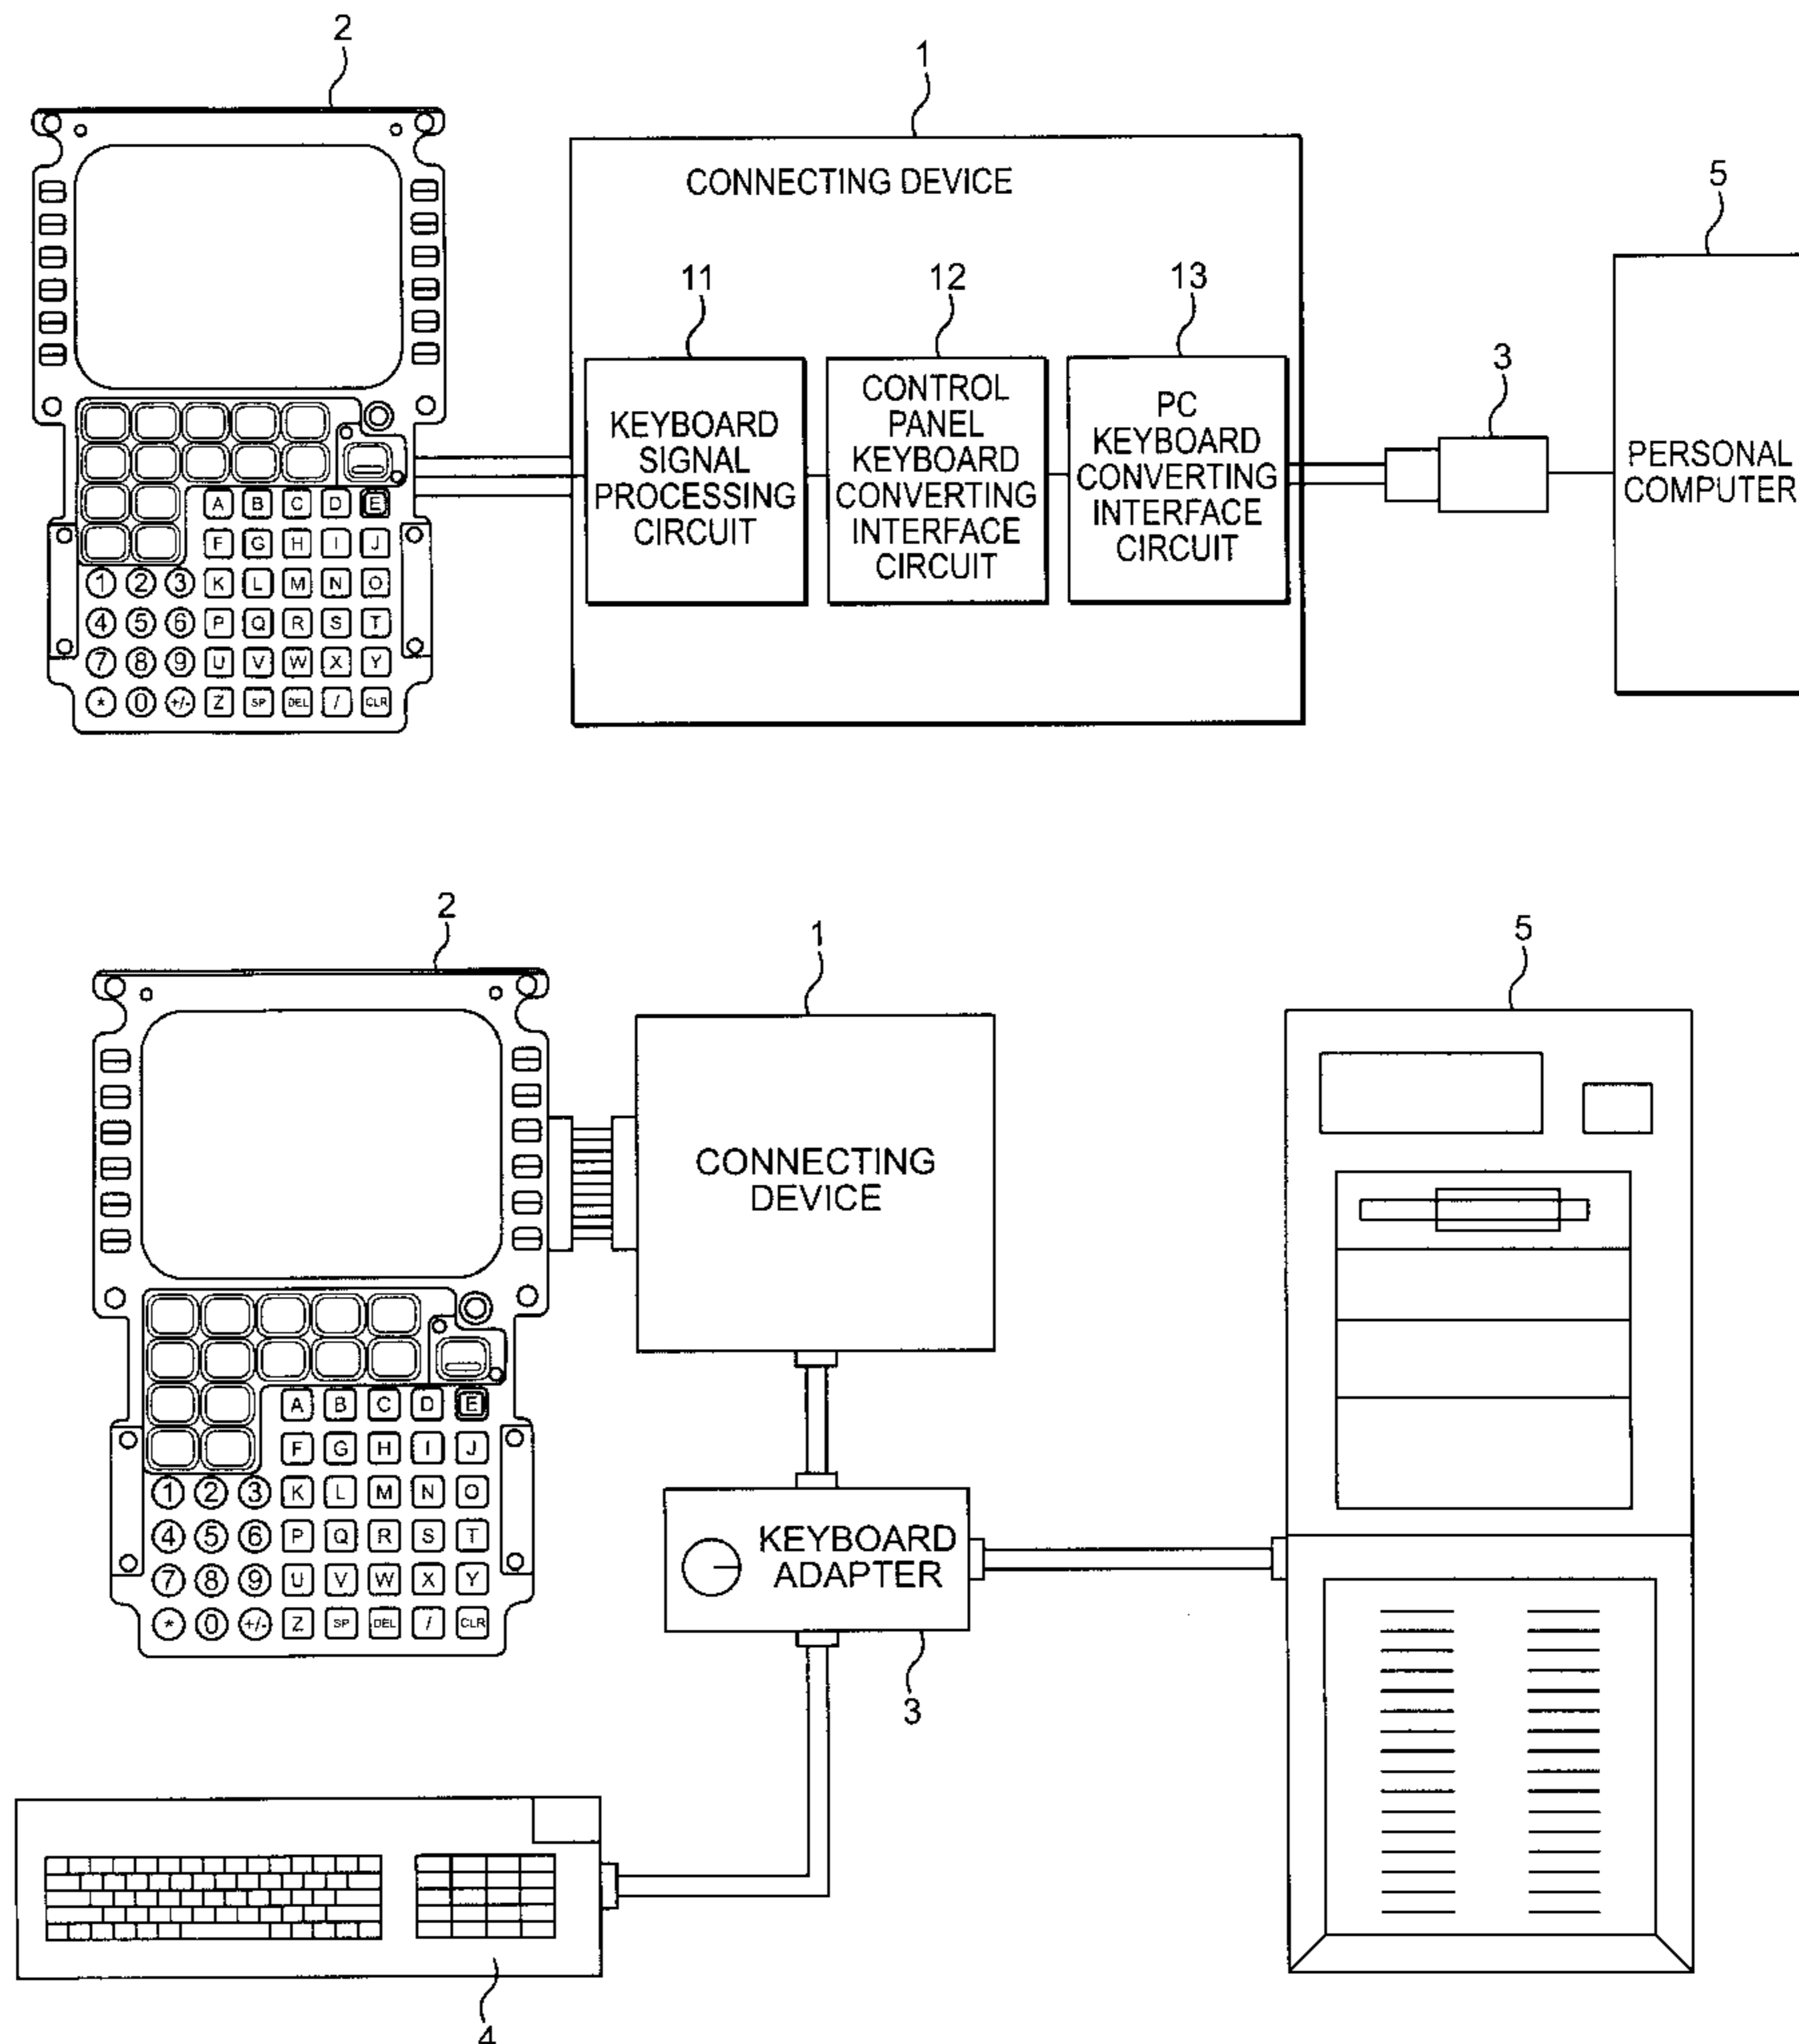 2
1
CONNECTING DEVICE
5
11
12
13
3
KEYBOARD
SIGNAL
PROCESSING
CIRCUIT
CONTROL
PANEL
KEYBOARD
CONVERTING
INTERFACE
CIRCUIT
PC
KEYBOARD
CONVERTING
INTERFACE
CIRCUIT
PERSONAL
COMPUTER
A B C D E
F G H I J
1 2 3 K L M N O
4 5 6 P Q R S T
7 8 9 U V W X Y
* 0 +/- Z SP DEL / CLR
2
1
5
CONNECTING
DEVICE
A B C D E
F G H I J
1 2 3 K L M N O
4 5 6 P Q R S T
7 8 9 U V W X Y
* 0 +/- Z SP DEL / CLR
KEYBOARD
ADAPTER
3
4